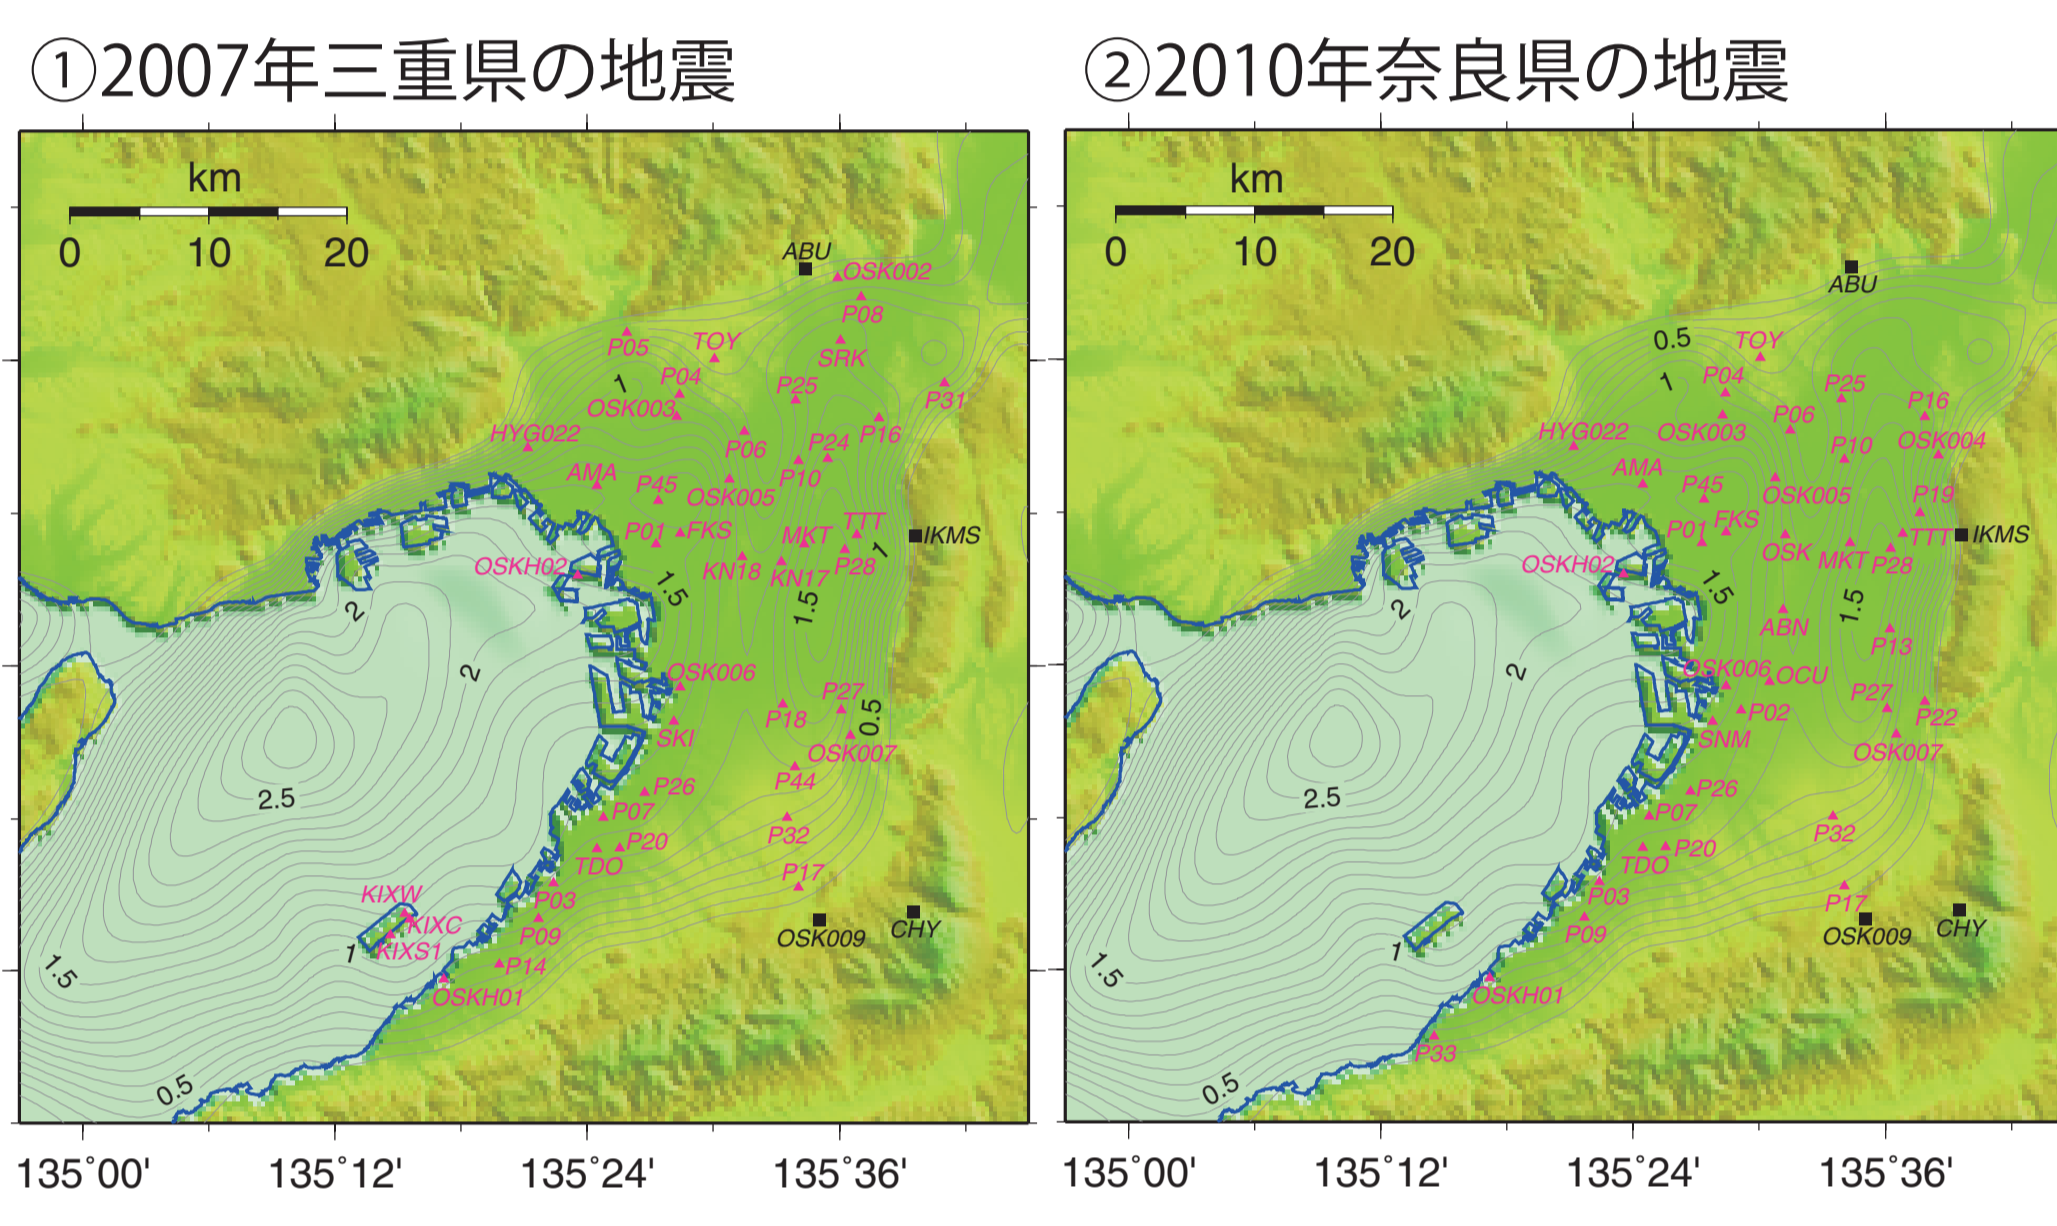 ①2007年三重県の地震
km
0 10 20
ABU
OSK002
P08
P05
TOY
SRK
P04
1
P25
P31
OSK003
P16
HYG022
P06
P24
AMA
P10
P45
OSK005
P01
FKS
MKT
TTT
1
IKMS
OSKH02
KN18
KN17
P28
2
1.5
1.5
2
OSK006
P27
P18
0.5
SKI
OSK007
P26
P44
2.5
P07
P32
P20
TDO
P17
KIXW
P03
KIXC
P09
OSK009
CHY
1
KIXS1
P14
1.5
OSKH01
0.5
135°00' 135°12' 135°24' 135°36'
②2010年奈良県の地震
km
0 10 20
ABU
0.5
TOY
1
P04
P25
P16
OSK003
P06
HYG022
P10
OSK004
AMA
P45
OSK005
P19
P01
FKS
OSK
MKT
TTT
IKMS
OSKH02
P28
2
1.5
1.5
ABN
P13
2
OSK006
OCU
P27
P02
P22
SNM
OSK007
2.5
P26
P07
P32
TDO
P20
P03
P17
P09
OSK009
CHY
1
1.5
OSKH01
P33
0.5
135°00' 135°12' 135°24' 135°36'